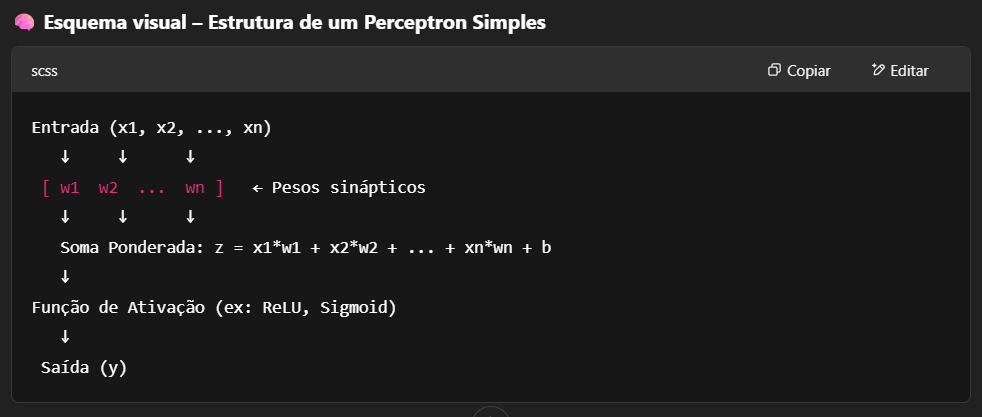 🧠 Esquema visual – Estrutura de um Perceptron Simples
scss
Copiar
Editar
Entrada (x1, x2, ..., xn)
↓ ↓ ↓
[ w1 w2 ... wn ] ← Pesos sinápticos
↓ ↓ ↓
Soma Ponderada: z = x1*w1 + x2*w2 + ... + xn*wn + b
↓
Função de Ativação (ex: ReLU, Sigmoid)
↓
Saída (y)